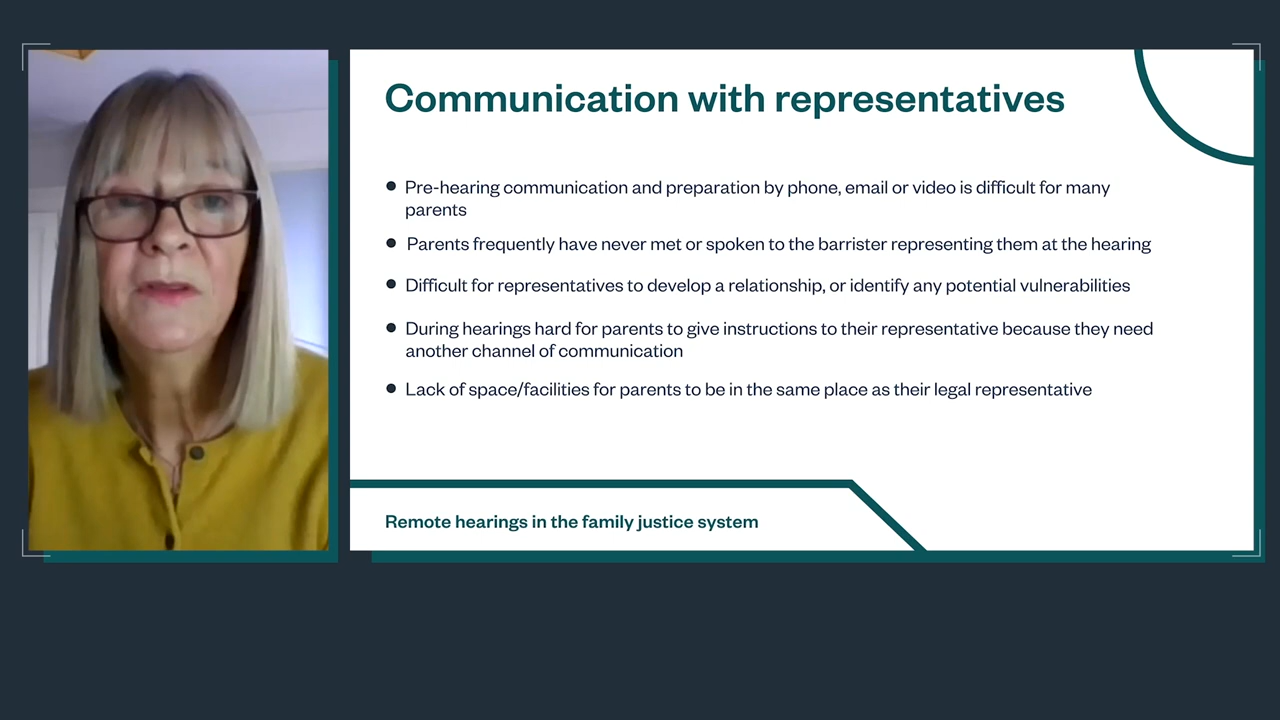 Communication with representatives
Pre-hearing communication and preparation by phone, email or video is difficult for many
parents
Parents frequently have never met or spoken to the barrister representing them at the hearing
Difficult for representatives to develop a relationship, or identify any potential vulnerabilities
During hearings hard for parents to give instructions to their representative because they need
another channel of communication
Lack of space/facilities for parents to be in the same place as their legal representative
Remote hearings in the family justice system